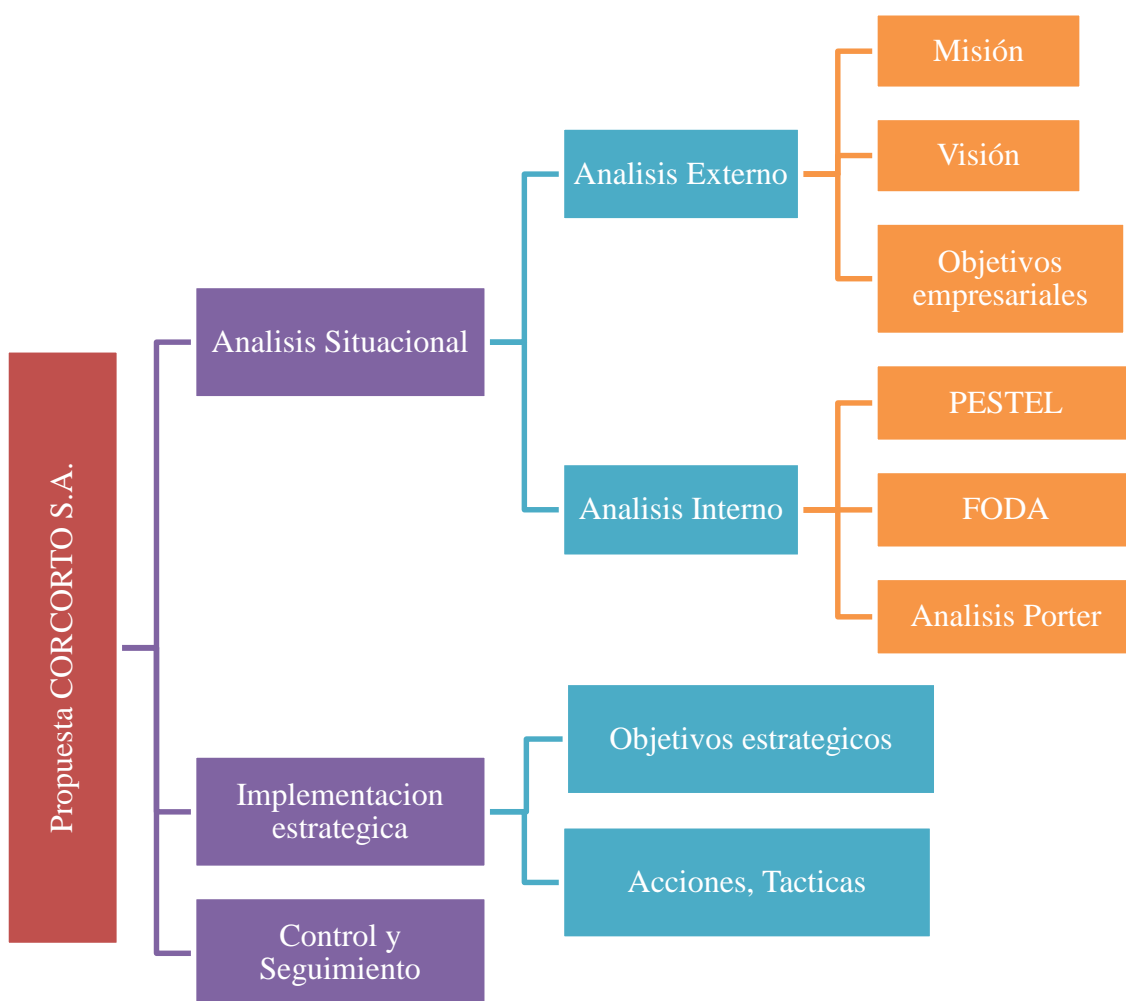 Propuesta CORCORTO S.A.
Analisis Situacional
Analisis Externo
Misión
Visión
Objetivos
empresariales
Analisis Interno
PESTEL
FODA
Analisis Porter
Implementacion
estrategica
Objetivos estrategicos
Acciones, Tacticas
Control y
Seguimiento